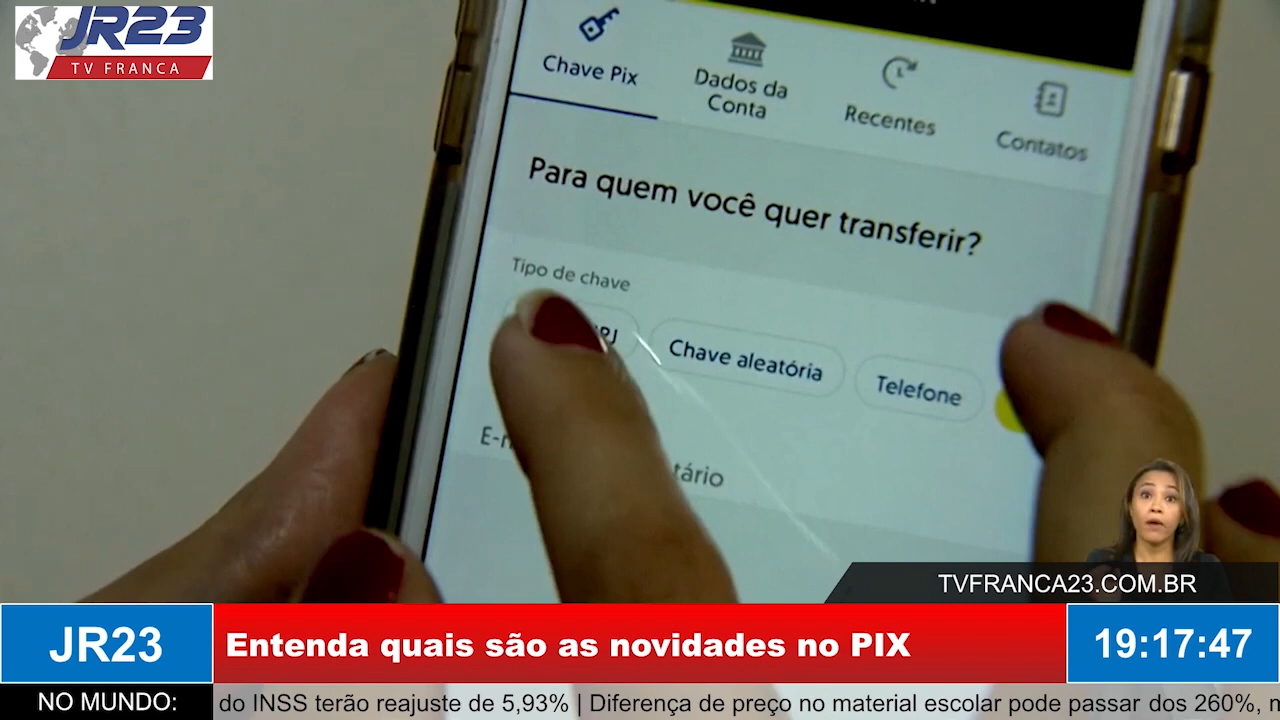 JR23
TV FRANCA
Chave Pix
Dados da
Conta
Recentes
Contatos
Para quem você quer transferir?
Tipo de chave
Chave aleatória
Telefone
TVFRANCA23.COM.BR
JR23
Entenda quais são as novidades no PIX
19:17:47
NO MUNDO:
do INSS terão reajuste de 5,93% | Diferença de preço no material escolar pode passar dos 260%,